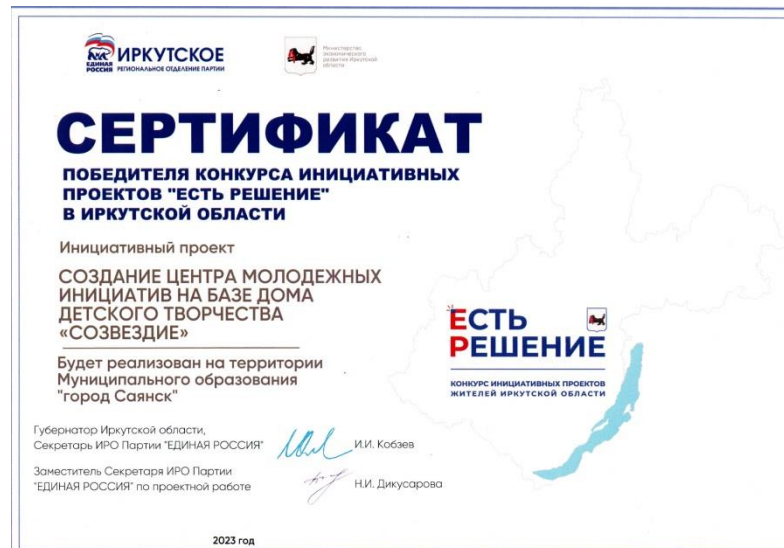 ЕДИНАЯ
РОССИЯ
ИРКУТСКОЕ
РЕГИОНАЛЬНОЕ ОТДЕЛЕНИЕ ПАРТИИ
Министерство
экономического
развития Иркутской
области
СЕРТИФИКАТ
ПОБЕДИТЕЛЯ КОНКУРСА ИНИЦИАТИВНЫХ
ПРОЕКТОВ "ЕСТЬ РЕШЕНИЕ"
В ИРКУТСКОЙ ОБЛАСТИ
Инициативный проект
СОЗДАНИЕ ЦЕНТРА МОЛОДЕЖНЫХ
ИНИЦИАТИВ НА БАЗЕ ДОМА
ДЕТСКОГО ТВОРЧЕСТВА
«СОЗВЕЗДИЕ»
Будет реализован на территории
Муниципального образования
"город Саянск"
ЕСТЬ
РЕШЕНИЕ
КОНКУРС ИНИЦИАТИВНЫХ ПРОЕКТОВ
ЖИТЕЛЕЙ ИРКУТСКОЙ ОБЛАСТИ
Губернатор Иркутской области,
Секретарь ИРО Партии "ЕДИНАЯ РОССИЯ" И.И. Кобзев
Заместитель Секретаря ИРО Партии
"ЕДИНАЯ РОССИЯ" по проектной работе Н.И. Дикусарова
2023 год